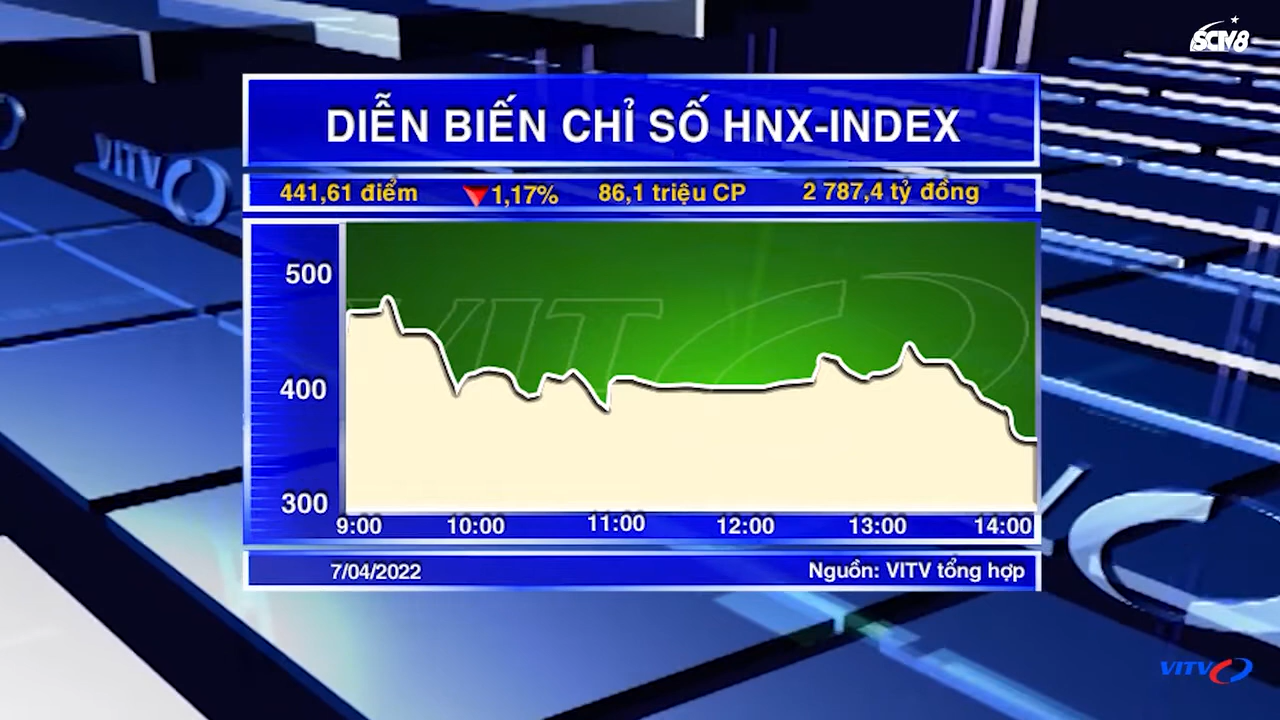 SCTV8
VITV
DIỄN BIẾN CHỈ SỐ HNX-INDEX
441,61 điểm 1,17% 86,1 triệu CP 2 787,4 tỷ đồng
500
400
300
VITV
9:00 10:00 11:00 12:00 13:00 14:00
7/04/2022 Nguồn: VITV tổng hợp
VITV